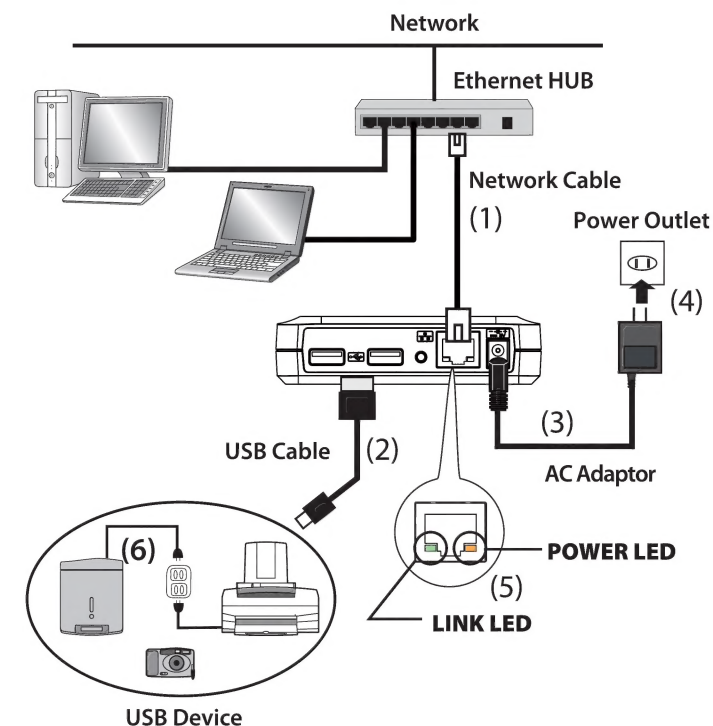 Network
Ethernet HUB
Network Cable
(1)
Power Outlet
(4)
(3)
USB Cable
(2)
AC Adaptor
(6)
POWER LED
(5)
LINK LED
USB Device